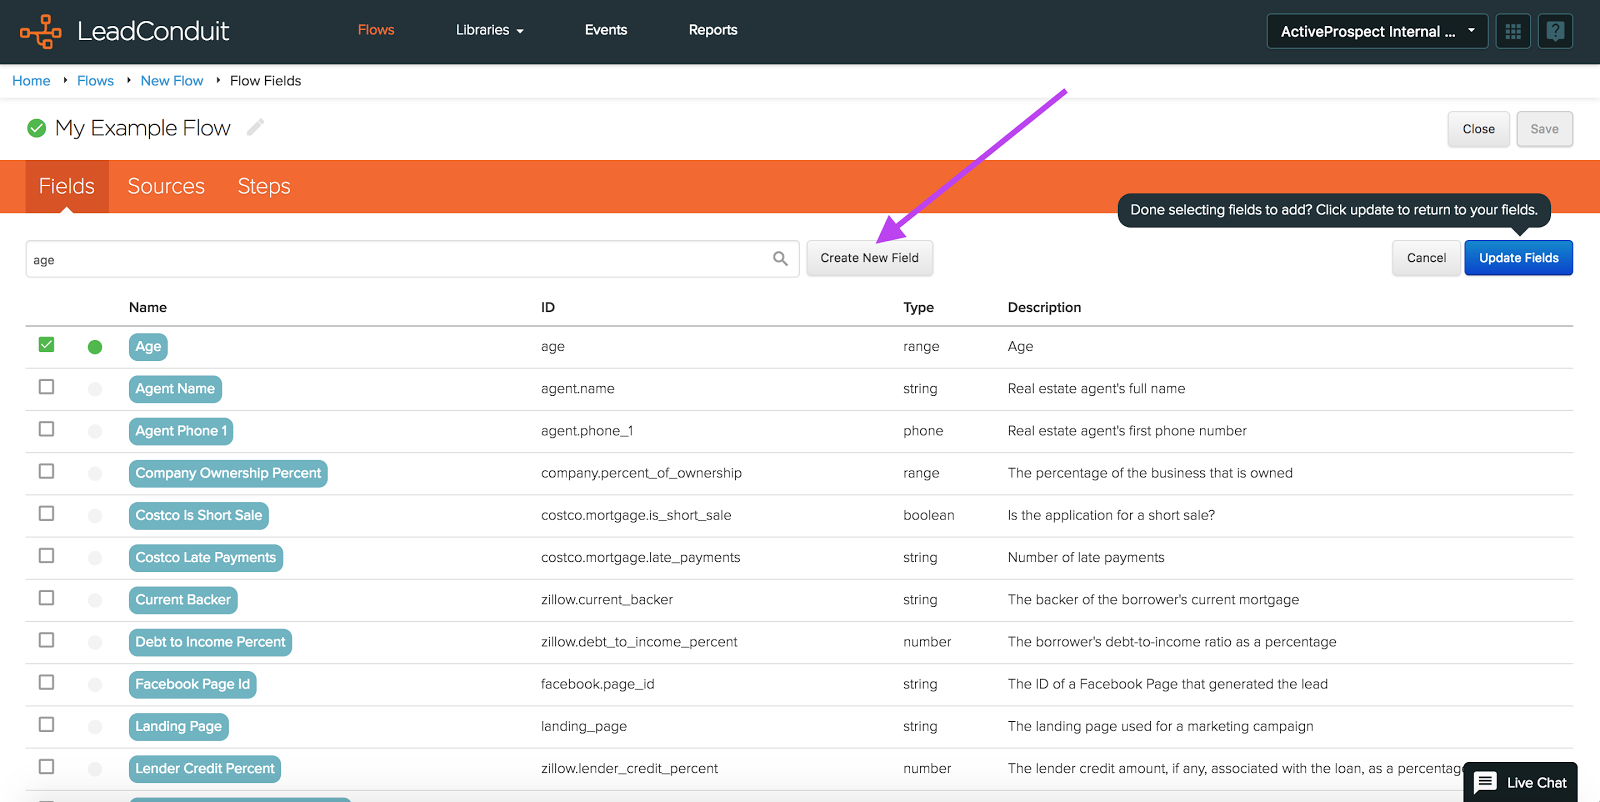 LeadConduit Flows Libraries Events Reports ActiveProspect Internal ...
Home Flows New Flow Flow Fields
My Example Flow Close Save
Fields Sources Steps
Done selecting fields to add? Click update to return to your fields.
age Create New Field Cancel Update Fields
Name ID Type Description
Age age range Age
Agent Name agent.name string Real estate agent's full name
Agent Phone 1 agent.phone_1 phone Real estate agent's first phone number
Company Ownership Percent company.percent_of_ownership range The percentage of the business that is owned
Costco Is Short Sale costco.mortgage.is_short_sale boolean Is the application for a short sale?
Costco Late Payments costco.mortgage.late_payments string Number of late payments
Current Backer zillow.current_backer string The backer of the borrower's current mortgage
Debt to Income Percent zillow.debt_to_income_percent number The borrower's debt-to-income ratio as a percentage
Facebook Page Id facebook.page_id string The ID of a Facebook Page that generated the lead
Landing Page landing_page string The landing page used for a marketing campaign
Lender Credit Percent zillow.lender_credit_percent number The lender credit amount, if any, associated with the loan, as a percentage
Live Chat